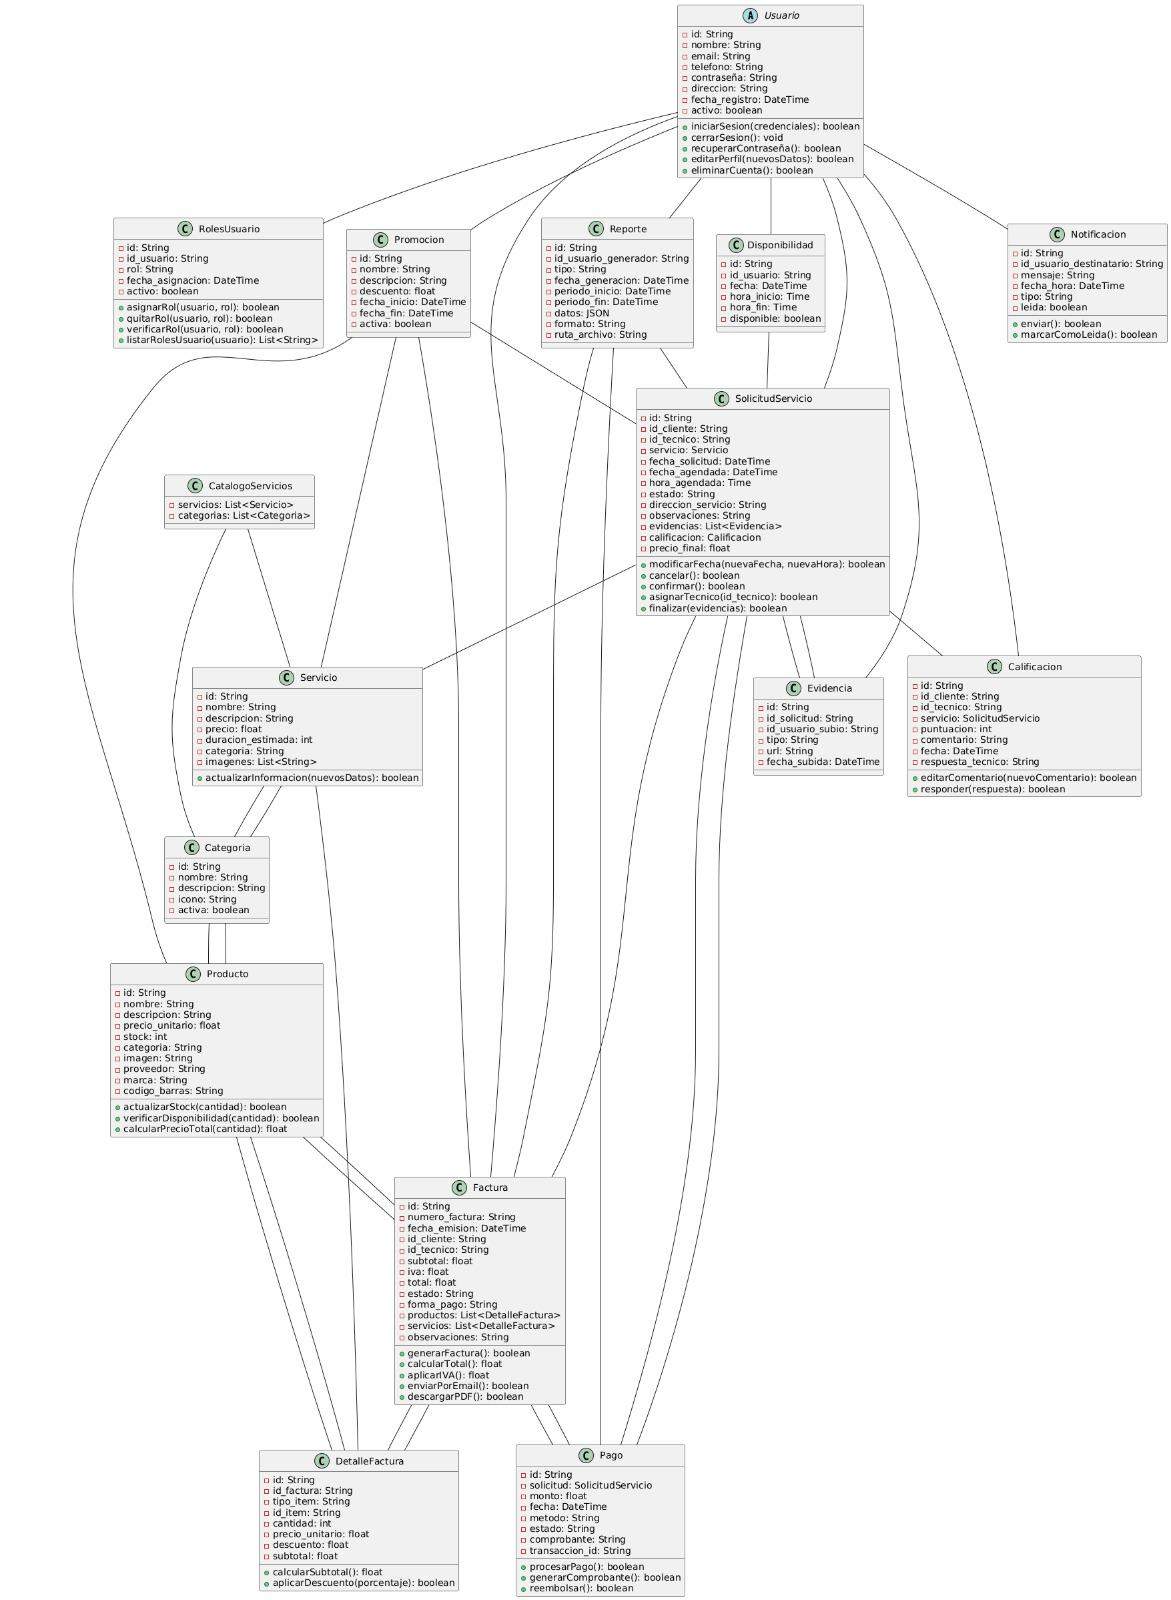 A Usuario
id: String
nombre: String
email: String
telefono: String
contraseña: String
direccion: String
fecha_registro: DateTime
activo: boolean
iniciarSesion(credenciales): boolean
cerrarSesion(): void
recuperarContraseña(): boolean
editarPerfil(nuevosDatos): boolean
eliminarCuenta(): boolean
C RolesUsuario
id: String
id_usuario: String
rol: String
fecha_asignacion: DateTime
activo: boolean
asignarRol(usuario, rol): boolean
quitarRol(usuario, rol): boolean
verificarRol(usuario, rol): boolean
listarRolesUsuario(usuario): List<String>
C Promocion
id: String
nombre: String
descripcion: String
descuento: float
fecha_inicio: DateTime
fecha_fin: DateTime
activa: boolean
C Reporte
id: String
id_usuario_generador: String
tipo: String
fecha_generacion: DateTime
periodo_inicio: DateTime
periodo_fin: DateTime
datos: JSON
formato: String
ruta_archivo: String
C Disponibilidad
id: String
id_usuario: String
fecha: DateTime
hora_inicio: Time
hora_fin: Time
disponible: boolean
C Notificacion
id: String
id_usuario_destinatario: String
mensaje: String
fecha_hora: DateTime
tipo: String
leida: boolean
enviar(): boolean
marcarComoLeida(): boolean
C SolicitudServicio
id: String
id_cliente: String
id_tecnico: String
servicio: Servicio
fecha_solicitud: DateTime
fecha_agendada: DateTime
hora_agendada: Time
estado: String
direccion_servicio: String
observaciones: String
evidencias: List<Evidencia>
calificacion: Calificacion
precio_final: float
modificarFecha(nuevaFecha, nuevaHora): boolean
cancelar(): boolean
confirmar(): boolean
asignarTecnico(id_tecnico): boolean
finalizar(evidencias): boolean
C CatalogoServicios
servicios: List<Servicio>
categorias: List<Categoria>
C Servicio
id: String
nombre: String
descripcion: String
precio: float
duracion_estimada: int
categoria: String
imagenes: List<String>
actualizarInformacion(nuevosDatos): boolean
C Evidencia
id: String
id_solicitud: String
id_usuario_subio: String
tipo: String
url: String
fecha_subida: DateTime
C Calificacion
id: String
id_cliente: String
id_tecnico: String
servicio: SolicitudServicio
puntuacion: int
comentario: String
fecha: DateTime
respuesta_tecnico: String
editarComentario(nuevoComentario): boolean
responder(respuesta): boolean
C Categoria
id: String
nombre: String
descripcion: String
icono: String
activa: boolean
C Producto
id: String
nombre: String
descripcion: String
precio_unitario: float
stock: int
categoria: String
imagen: String
proveedor: String
marca: String
codigo_barras: String
actualizarStock(cantidad): boolean
verificarDisponibilidad(cantidad): boolean
calcularPrecioTotal(cantidad): float
C Factura
id: String
numero_factura: String
fecha_emision: DateTime
id_cliente: String
id_tecnico: String
subtotal: float
iva: float
total: float
estado: String
forma_pago: String
productos: List<DetalleFactura>
servicios: List<DetalleFactura>
observaciones: String
generarFactura(): boolean
calcularTotal(): float
aplicarIVA(): float
enviarPorEmail(): boolean
descargarPDF(): boolean
C DetalleFactura
id: String
id_factura: String
tipo_item: String
id_item: String
cantidad: int
precio_unitario: float
descuento: float
subtotal: float
calcularSubtotal(): float
aplicarDescuento(porcentaje): boolean
C Pago
id: String
solicitud: SolicitudServicio
monto: float
fecha: DateTime
metodo: String
estado: String
comprobante: String
transaccion_id: String
procesarPago(): boolean
generarComprobante(): boolean
reembolsar(): boolean